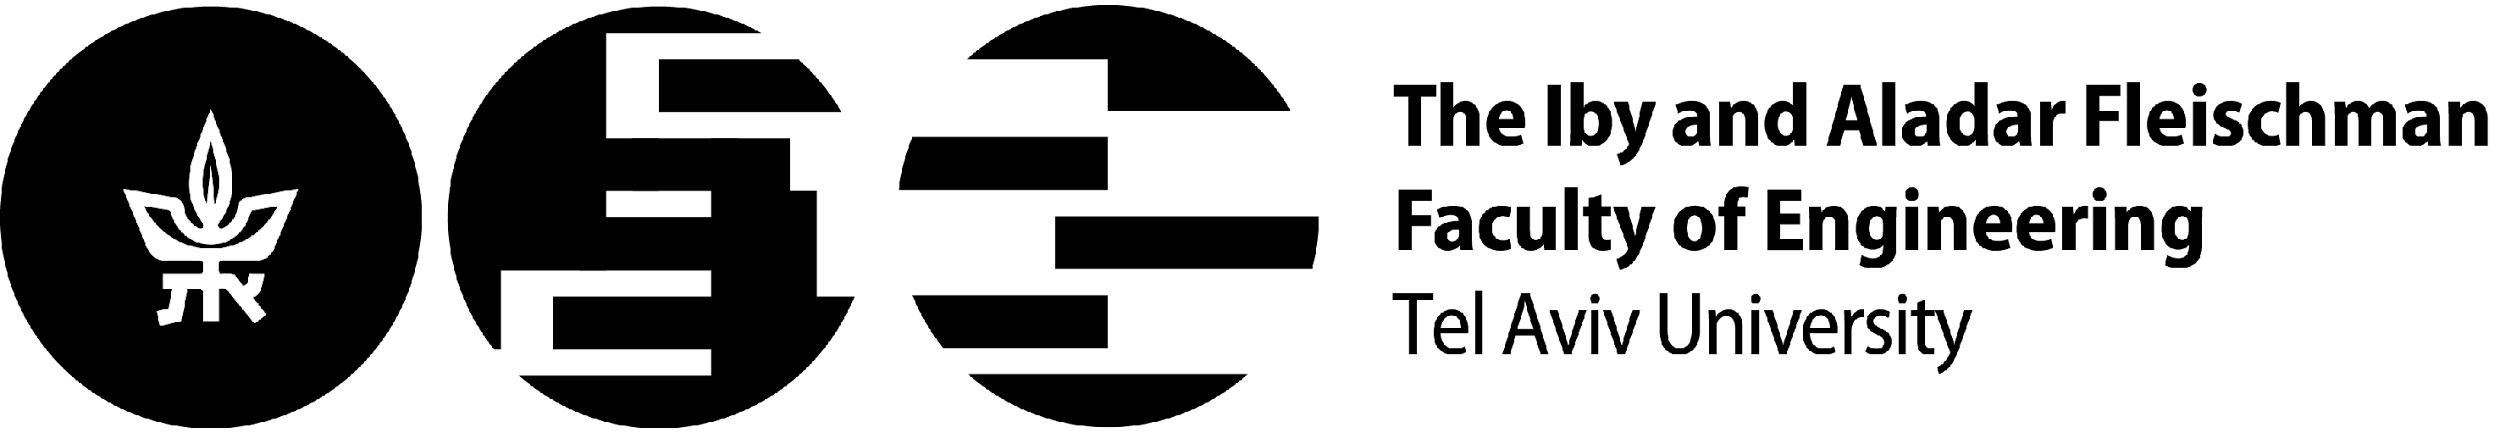 The Iby and Aladar Fleischman
Faculty of Engineering
Tel Aviv University